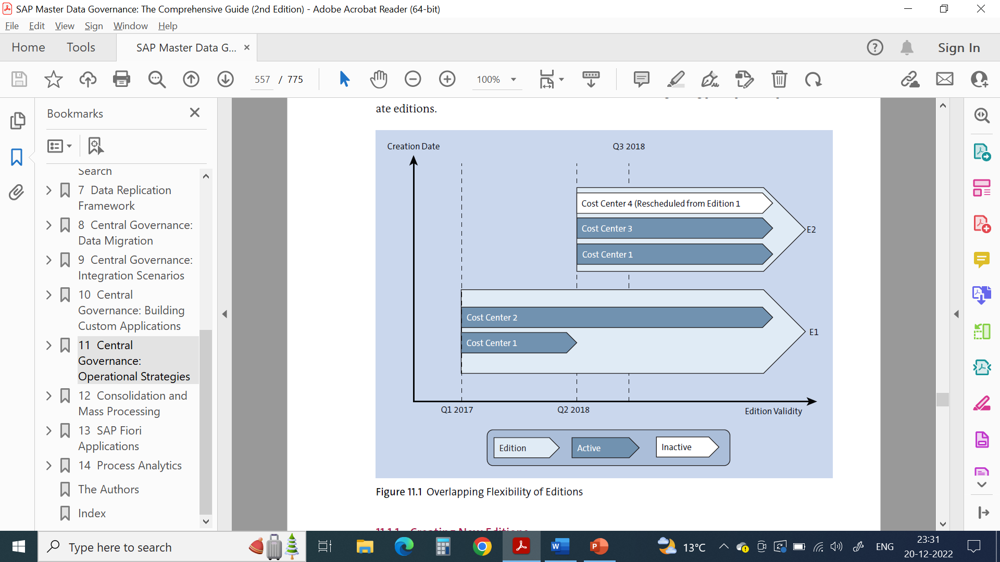 SAP Master Data Governance: The Comprehensive Guide (2nd Edition) - Adobe Acrobat Reader (64-bit)
File Edit View Sign Window Help
Home Tools SAP Master Data G... Sign In
557 / 775 100%
Bookmarks
Search
7 Data Replication
Framework
8 Central Governance:
Data Migration
9 Central Governance:
Integration Scenarios
10 Central
Governance: Building
Custom Applications
11 Central
Governance:
Operational Strategies
12 Consolidation and
Mass Processing
13 SAP Fiori
Applications
14 Process Analytics
The Authors
Index
ate editions.
Creation Date
Q3 2018
Cost Center 4 (Rescheduled from Edition 1
Cost Center 3
Cost Center 1
E2
Cost Center 2
Cost Center 1
E1
Q1 2017
Q2 2018
Edition Validity
Edition
Active
Inactive
Figure 11.1 Overlapping Flexibility of Editions
11.1.1 Creating New Editions
Type here to search
13°C
ENG
23:31
20-12-2022